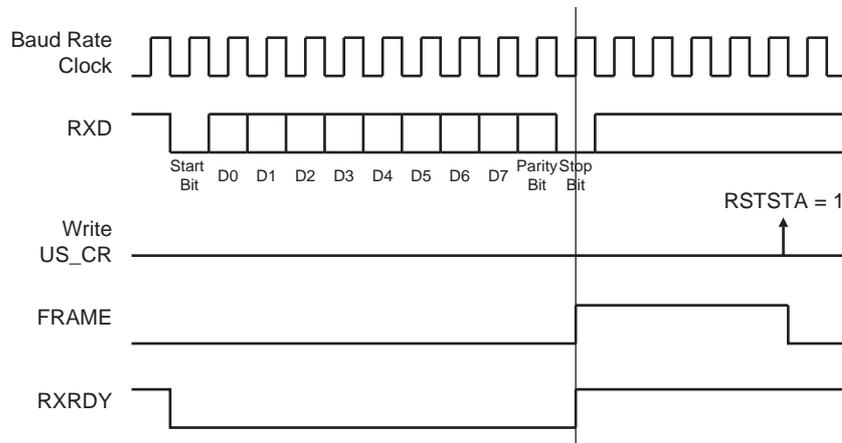 Baud Rate
Clock
RXD
Start
Bit
D0
D1
D2
D3
D4
D5
D6
D7
Parity
Bit
Stop
Bit
RSTSTA = 1
Write
US_CR
FRAME
RXRDY